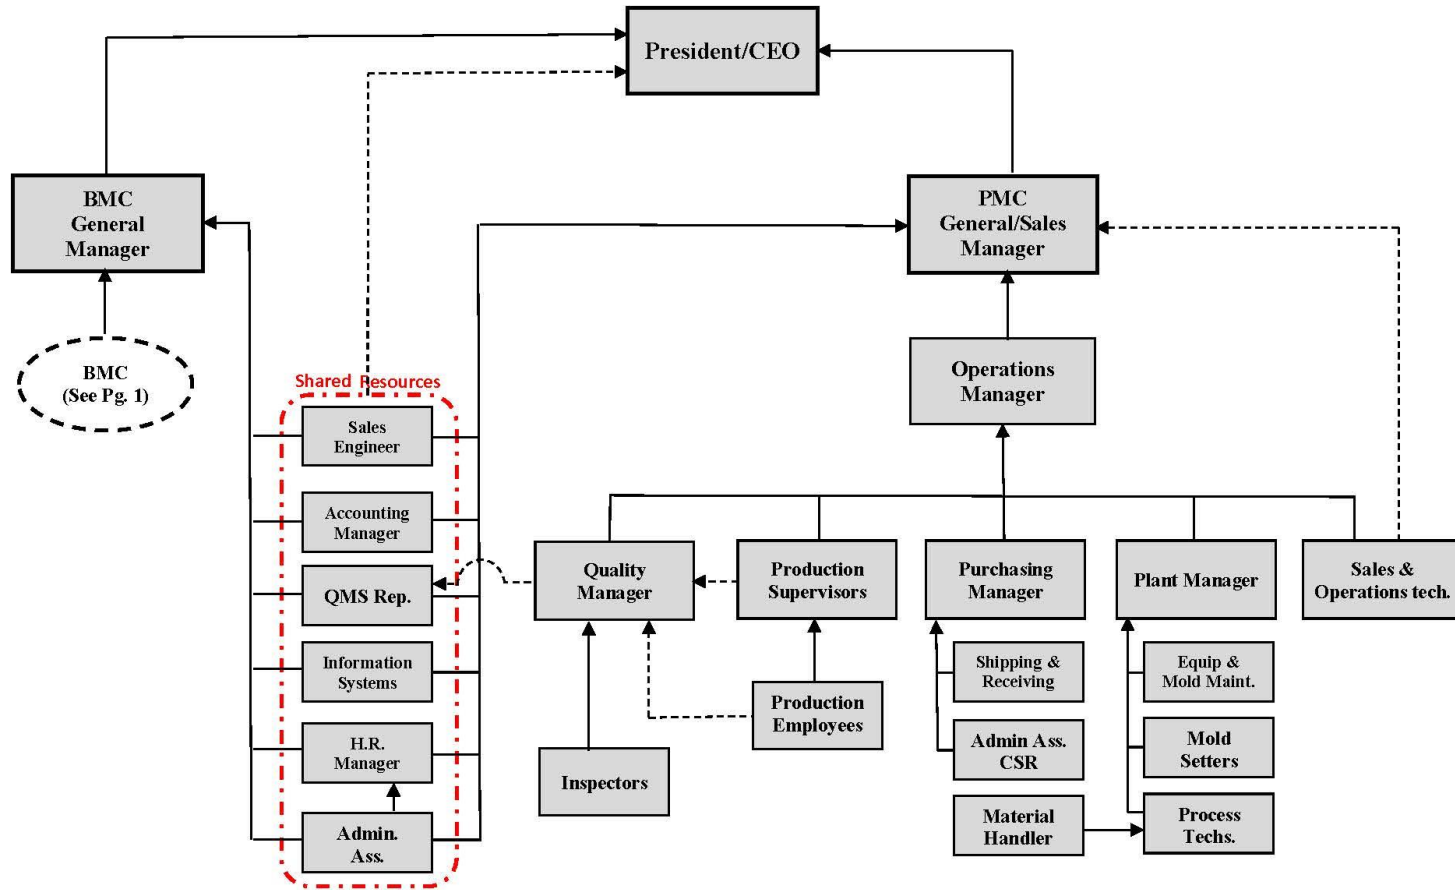 President/CEO
BMC
General
Manager
PMC
General/Sales
Manager
BMC
(See Pg. 1)
Operations
Manager
Shared Resources
Sales
Engineer
Accounting
Manager
QMS Rep.
Information
Systems
H.R.
Manager
Admin.
Ass.
Quality
Manager
Production
Supervisors
Purchasing
Manager
Plant Manager
Sales &
Operations tech.
Inspectors
Production
Employees
Shipping &
Receiving
Admin Ass.
CSR
Material
Handler
Equip &
Mold Maint.
Mold
Setters
Process
Techs.